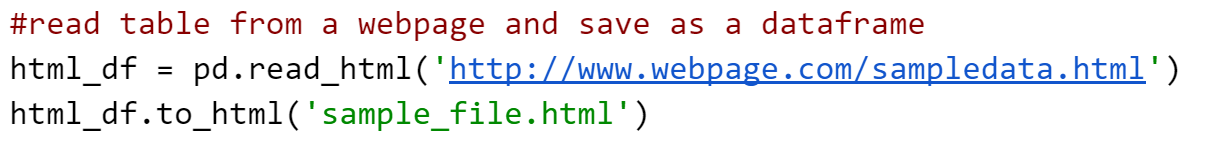 #read table from a webpage and save as a dataframe
html_df = pd.read_html('http://www.webpage.com/sampledata.html')
html_df.to_html('sample_file.html')